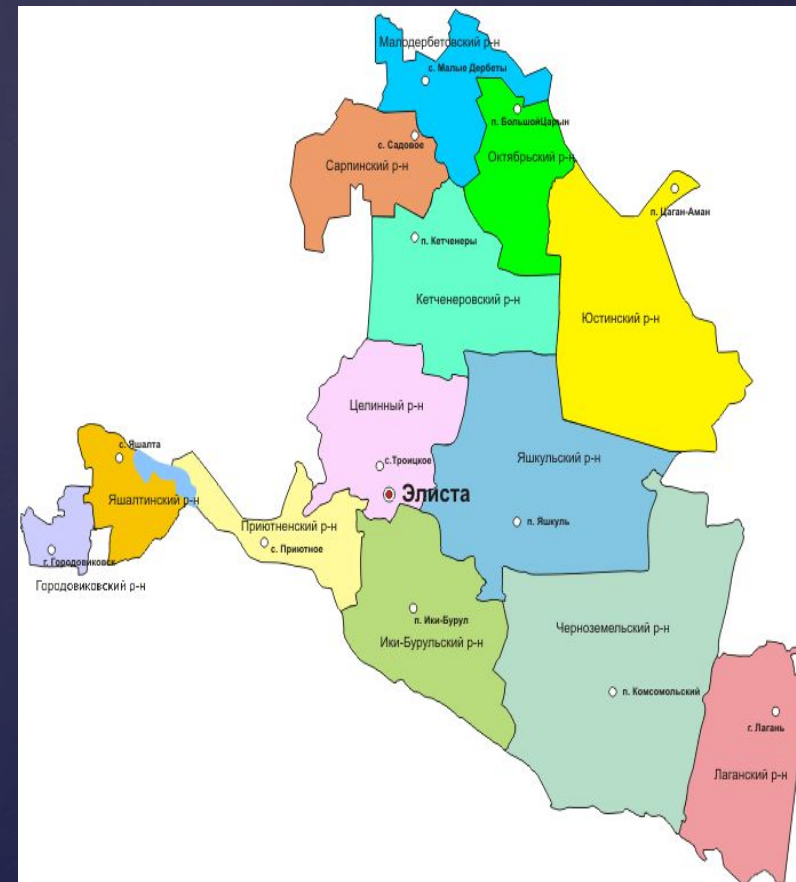 Малодербетовский р-н
с. Малые Дербеты
п. БольшойЦарын
с. Садовое
Октябрьский р-н
Сарпинский р-н
п. Цаган-Аман
п. Кетченеры
Кетченеровский р-н
Юстинский р-н
Целинный р-н
с. Яшалта
с.Троицкое
Яшкульский р-н
Элиста
Яшалтинский р-н
Приютненский р-н
п. Яшкуль
с. Приютное
г. Городовиковск
Городовиковский р-н
п. Ики-Бурул
Черноземельский р-н
Ики-Бурульский р-н
п. Комсомольский
г. Лагань
Лаганский р-н